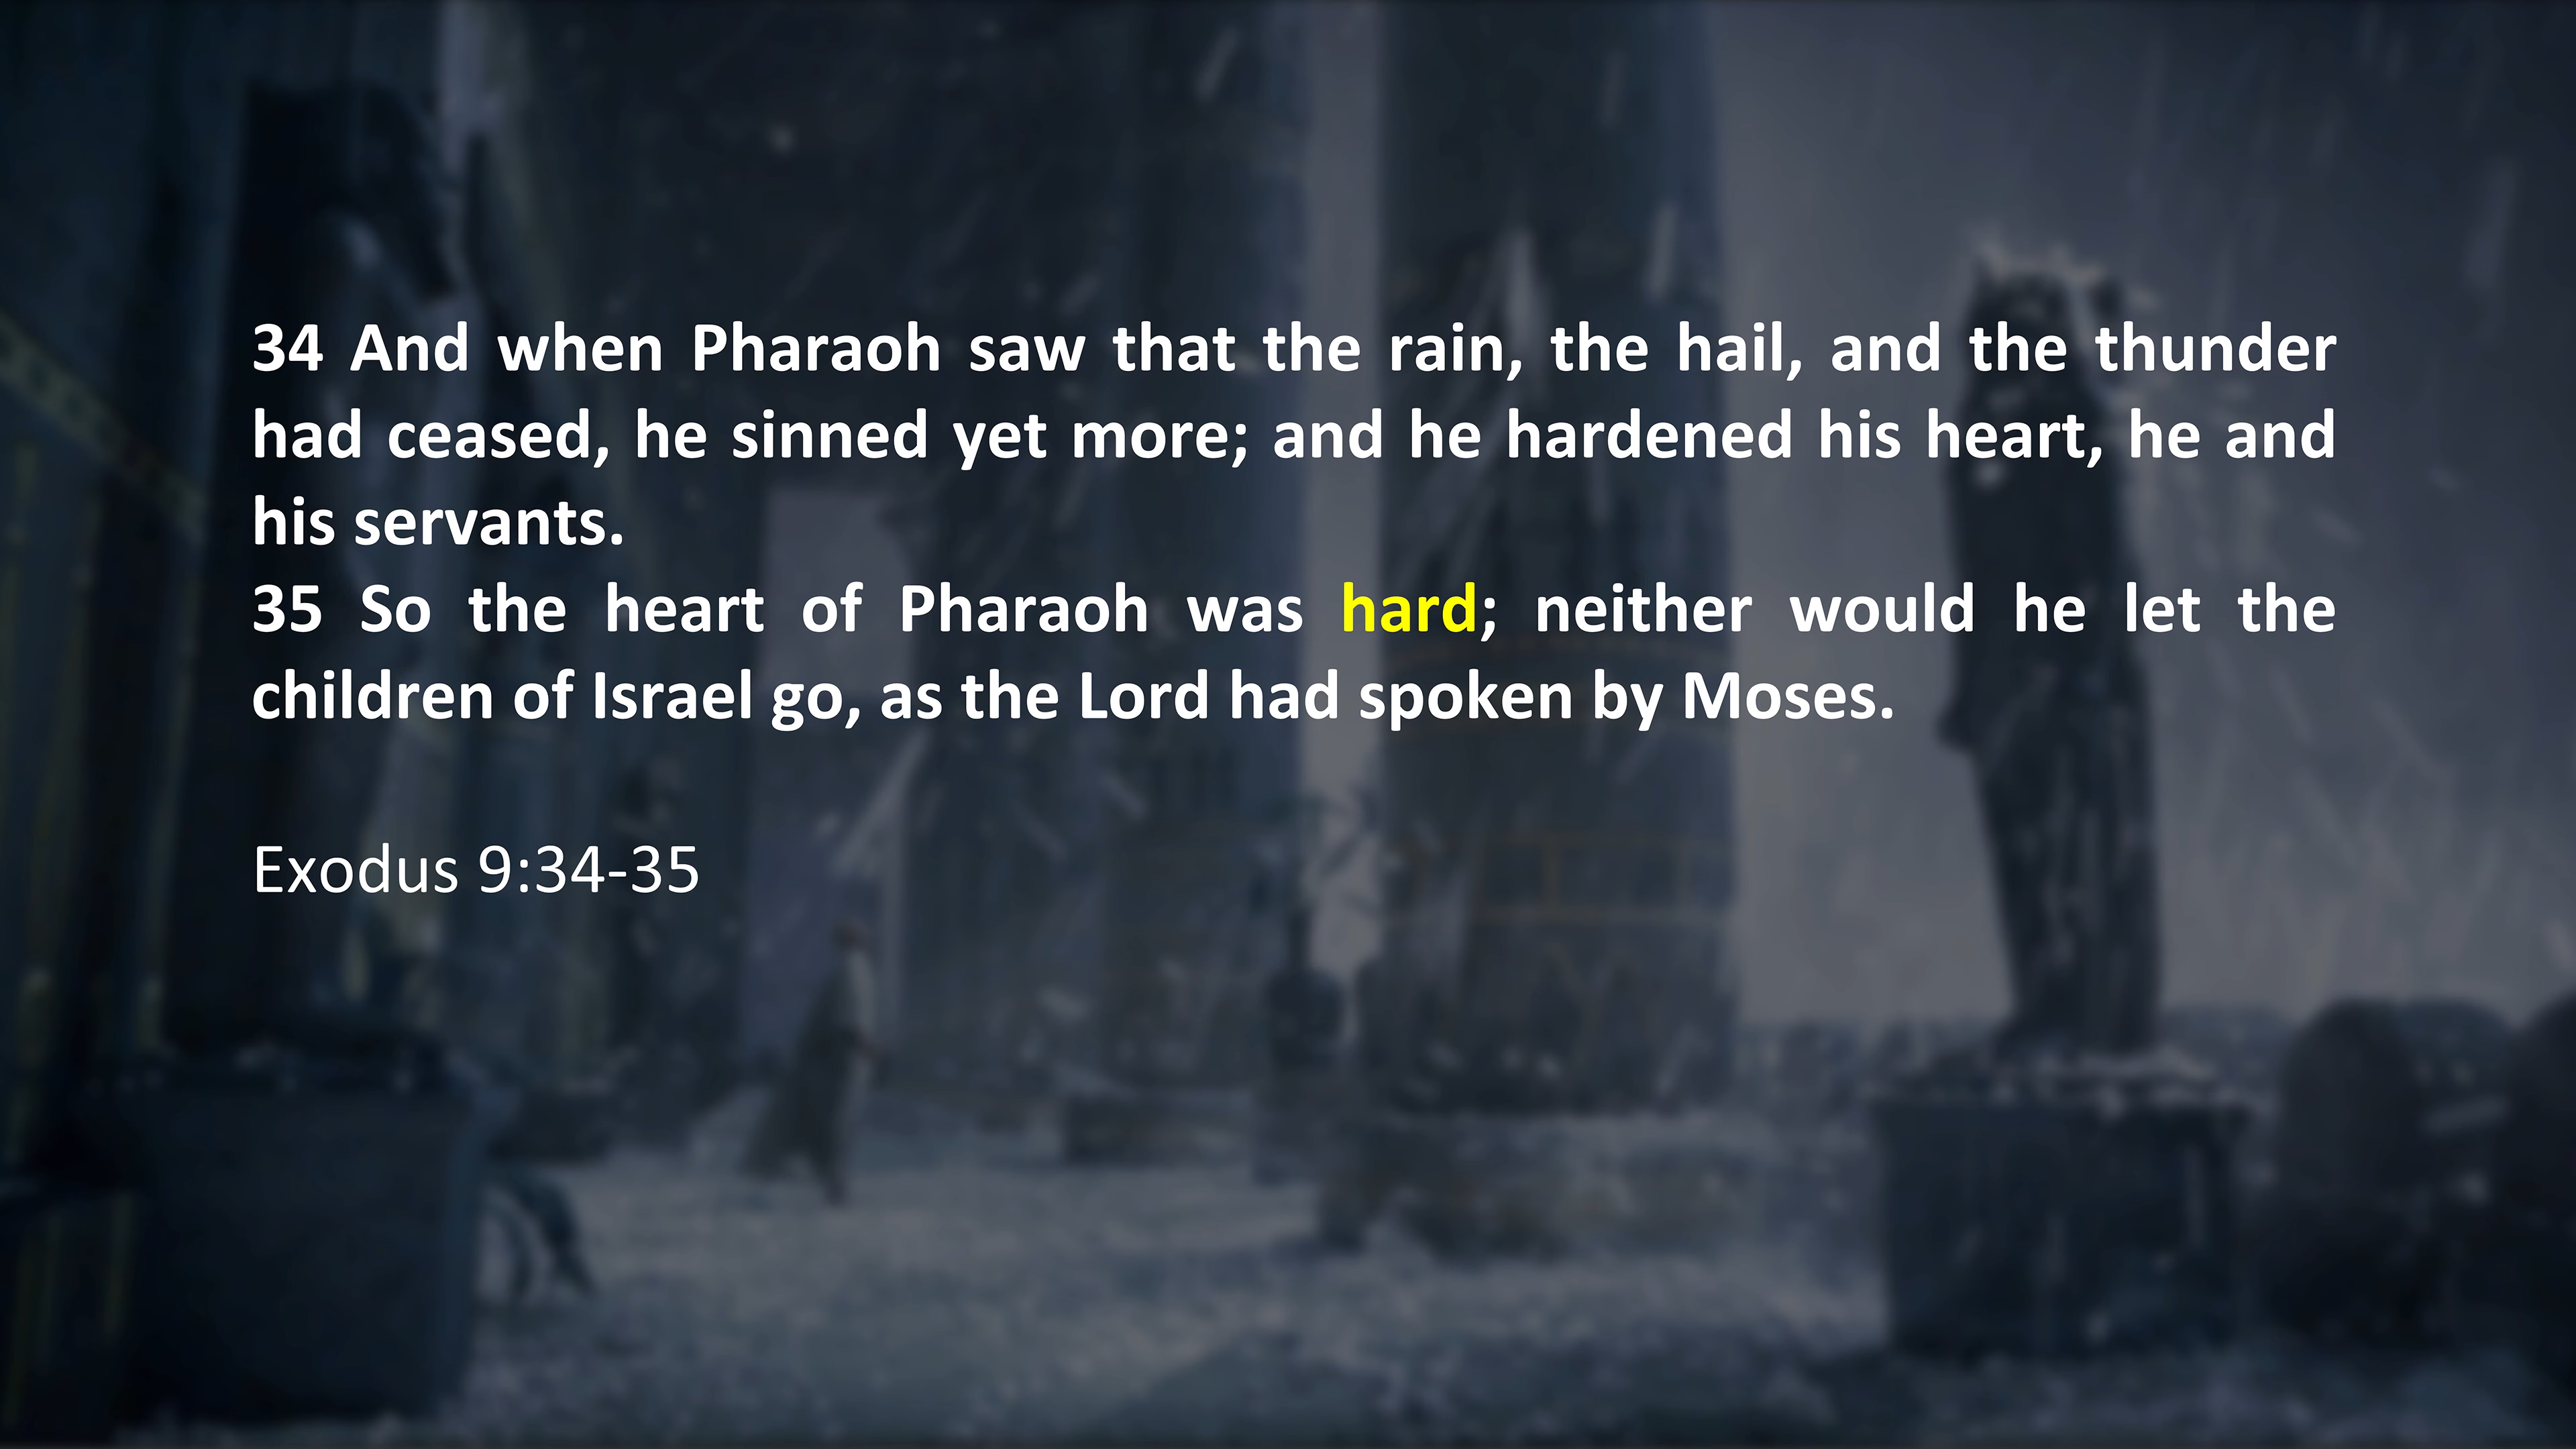 34 And when Pharaoh saw that the rain, the hail, and the thunder
had ceased, he sinned yet more; and he hardened his heart, he and
his servants.
35 So the heart of Pharaoh was hard; neither would he let the
children of Israel go, as the Lord had spoken by Moses.
Exodus 9:34-35